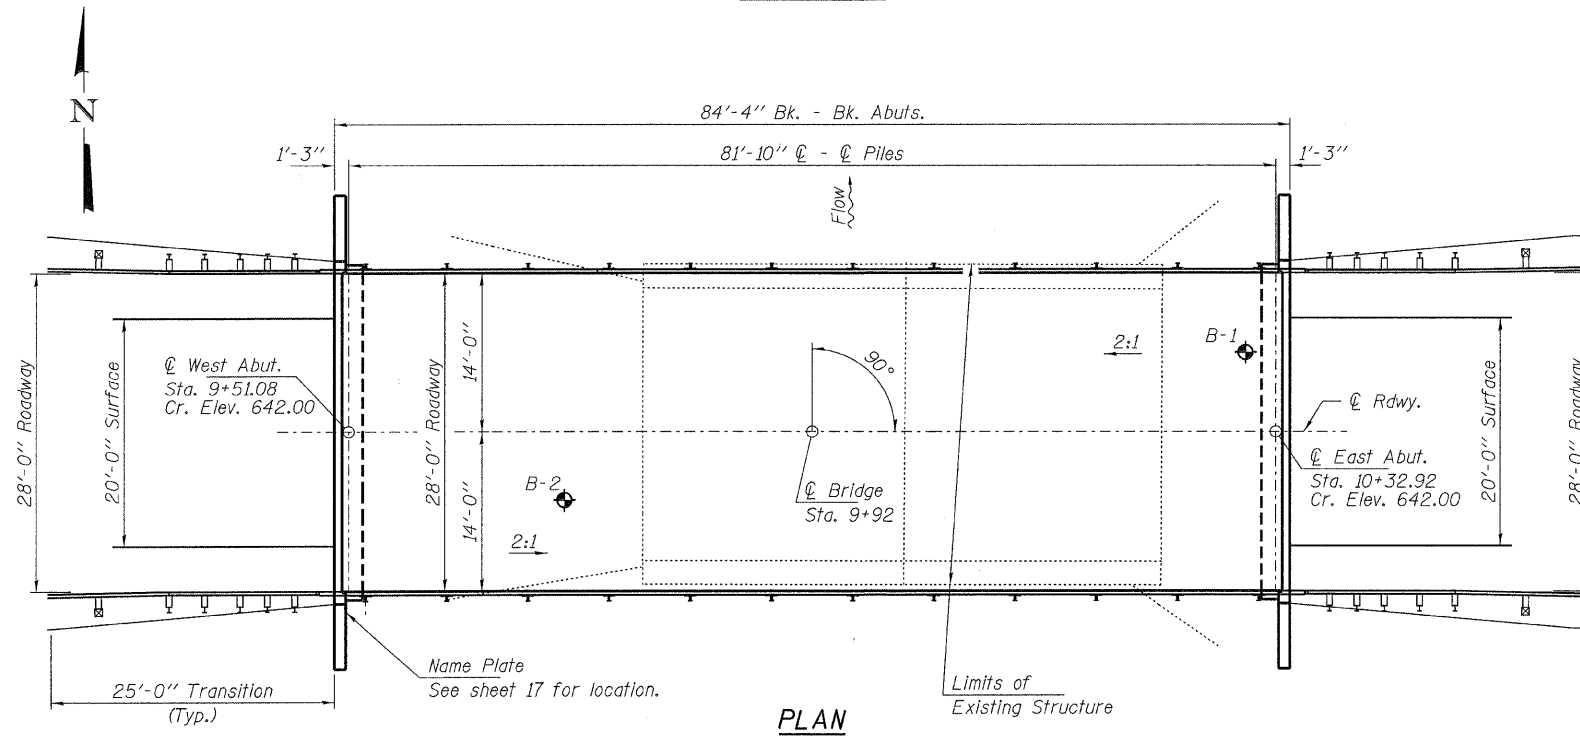 N
84'-4" Bk. - Bk. Abuts.
1'-3"
81'-10" ℄ - ℄ Piles
1'-3"
Flow
28'-0" Roadway
20'-0" Surface
℄ West Abut.
Sta. 9+51.08
Cr. Elev. 642.00
28'-0" Roadway
14'-0"
14'-0"
90°
2:1
B-1
℄ Rdwy.
℄ East Abut.
Sta. 10+32.92
Cr. Elev. 642.00
20'-0" Surface
28'-0" Roadway
B-2
2:1
℄ Bridge
Sta. 9+92
Name Plate
See sheet 17 for location.
25'-0" Transition
(Typ.)
Limits of
Existing Structure
PLAN